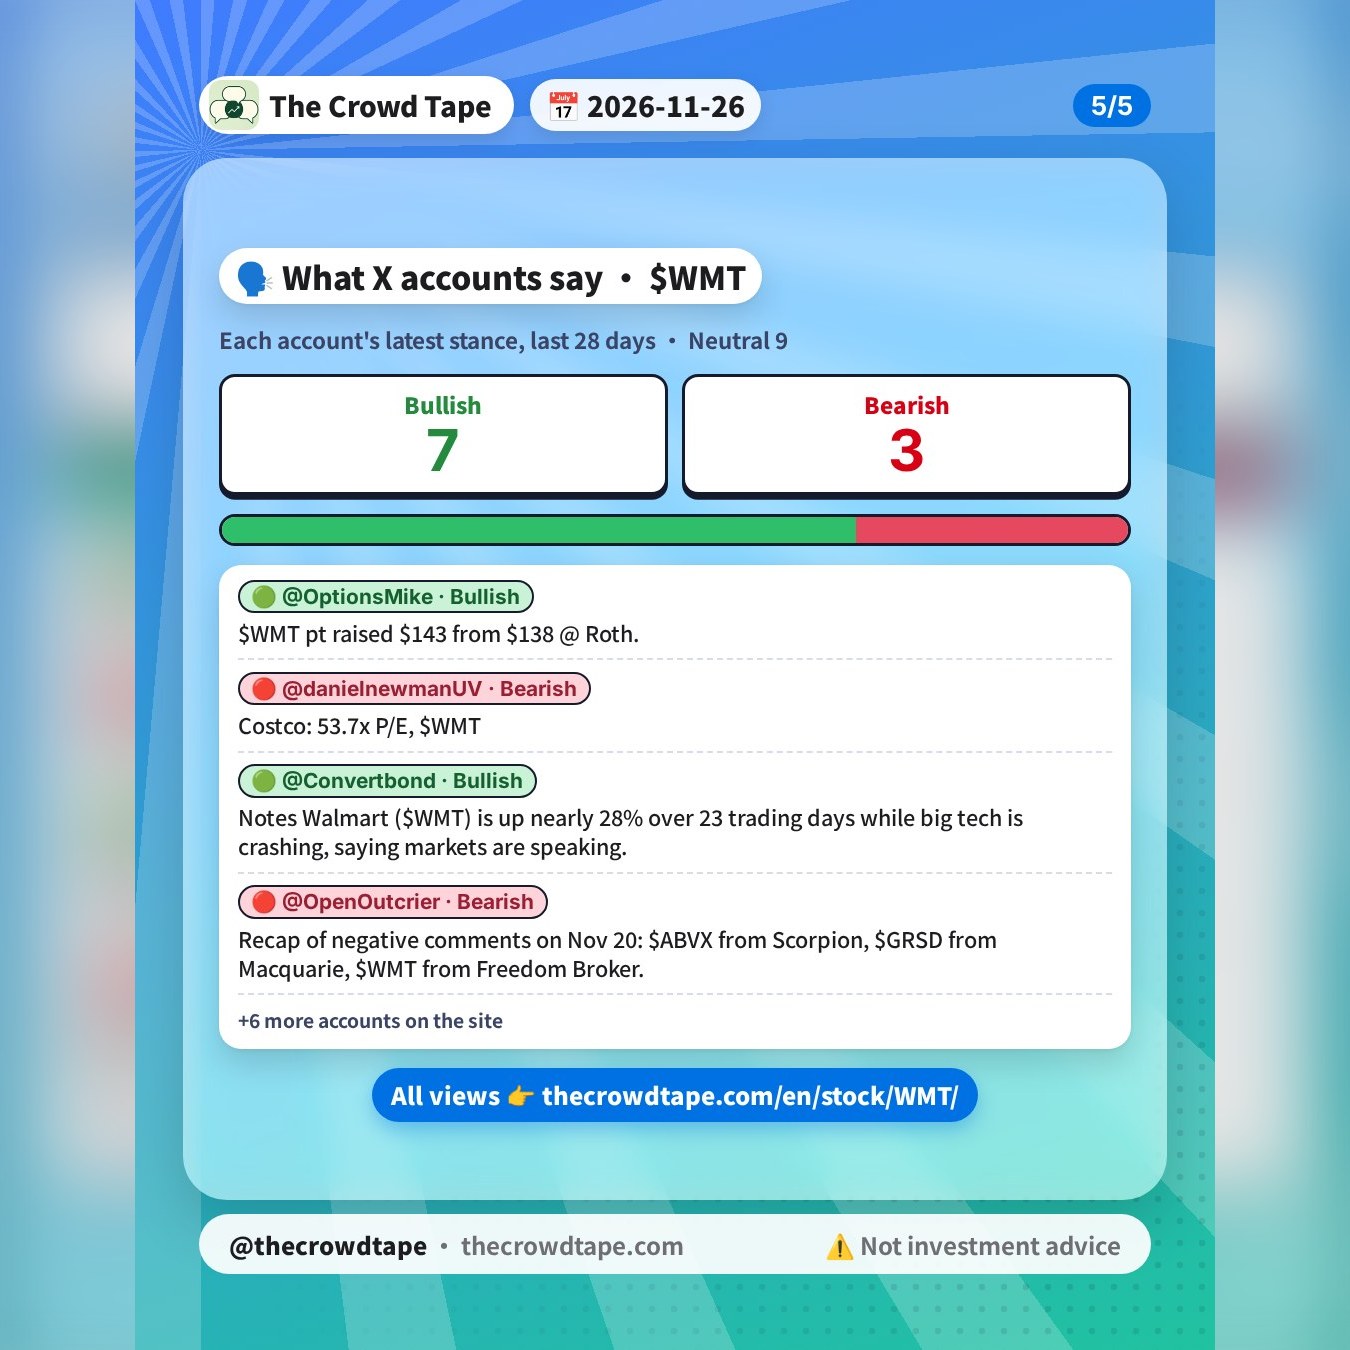 The Crowd Tape
📅 2026-11-26
5/5
🗣️ What X accounts say · $WMT
Each account's latest stance, last 28 days · Neutral 9
Bullish
7
Bearish
3
🟢 @OptionsMike · Bullish
$WMT pt raised $143 from $138 @ Roth.
🔴 @danielnewmanUV · Bearish
Costco: 53.7x P/E, $WMT
🟢 @Convertbond · Bullish
Notes Walmart ($WMT) is up nearly 28% over 23 trading days while big tech is
crashing, saying markets are speaking.
🔴 @OpenOutcrier · Bearish
Recap of negative comments on Nov 20: $ABVX from Scorpion, $GRSD from
Macquarie, $WMT from Freedom Broker.
+6 more accounts on the site
All views 👉 thecrowdtape.com/en/stock/WMT/
@thecrowdtape · thecrowdtape.com
⚠️ Not investment advice